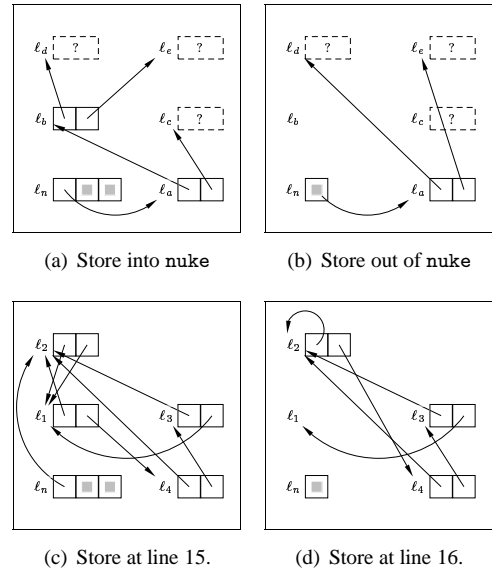 ℓd ? ℓe ? ℓd ? ℓe ?
ℓb ℓc ? ℓb ℓc ?
ℓn ℓa ℓn ℓa
(a) Store into nuke (b) Store out of nuke
ℓ2 ℓ2
ℓ1 ℓ3 ℓ1 ℓ3
ℓn ℓ4 ℓn ℓ4
(c) Store at line 15. (d) Store at line 16.